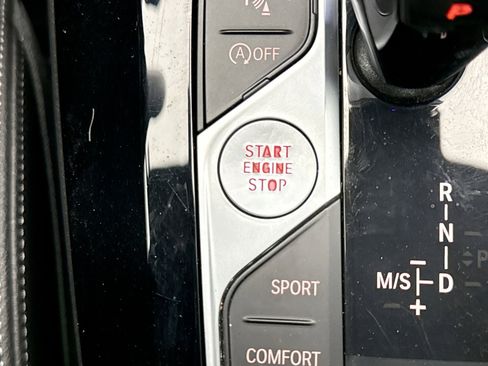 P
OFF
START
ENGINE
STOP
SPORT
COMFORT
R
N
M/S D
+
P